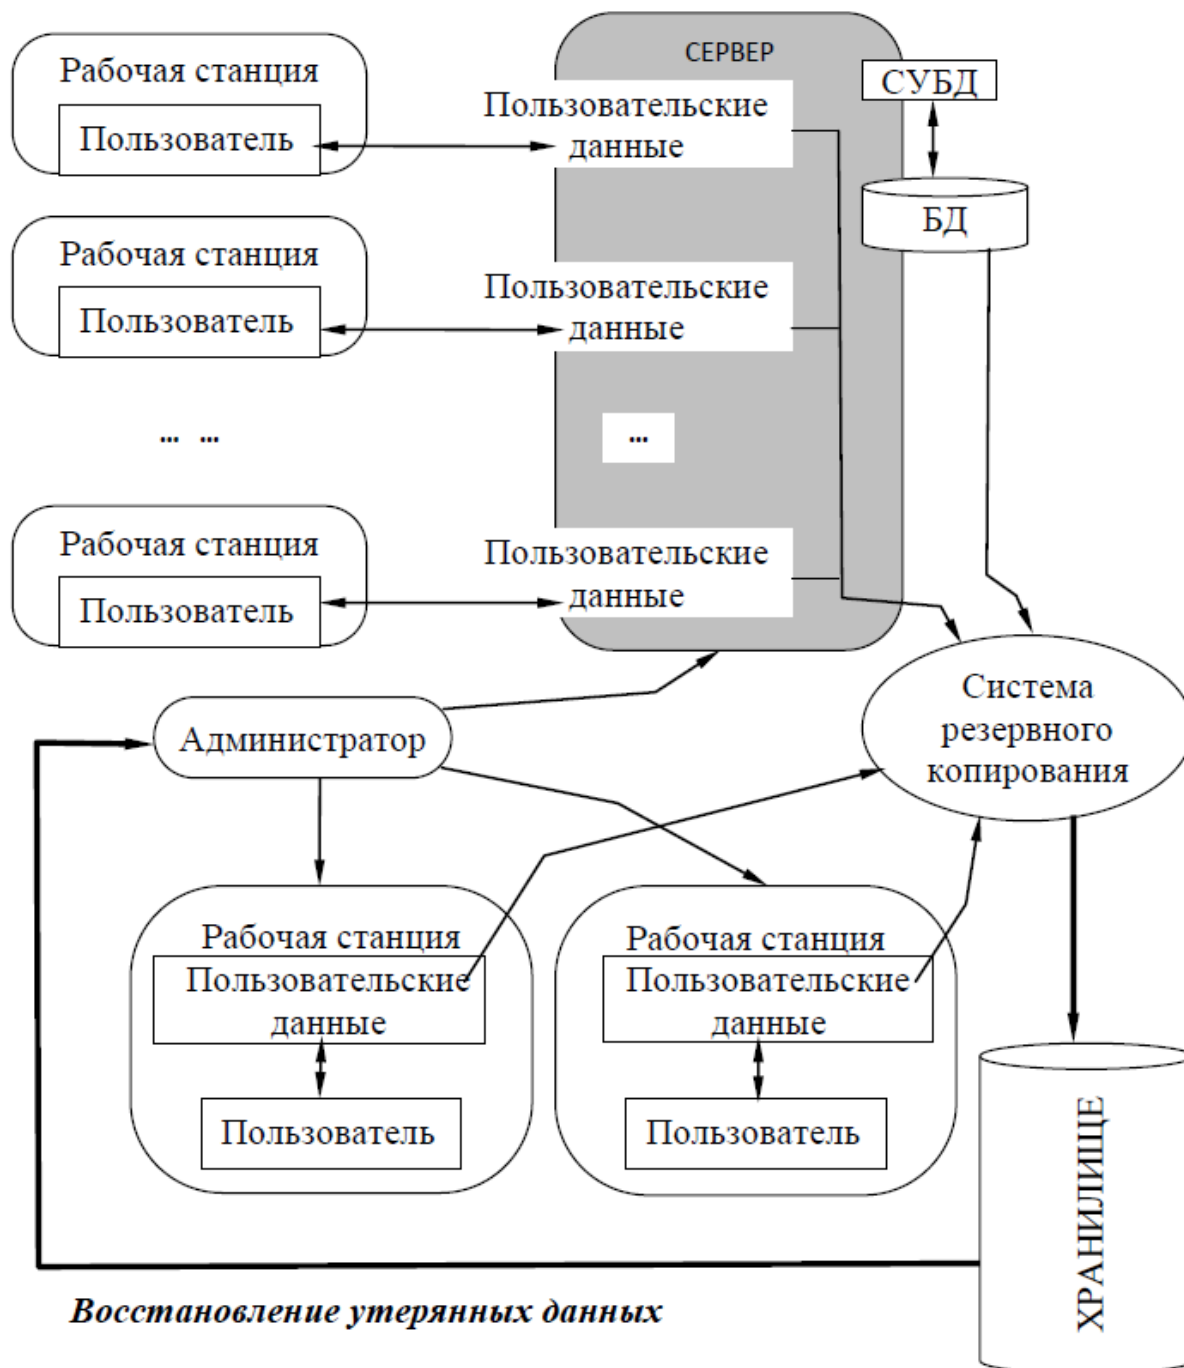 СЕРВЕР
Рабочая станция
Пользователь
Пользовательские
данные
СУБД
БД
Рабочая станция
Пользователь
Пользовательские
данные
... ...
...
Рабочая станция
Пользователь
Пользовательские
данные
Администратор
Система
резервного
копирования
Рабочая станция
Пользовательские
данные
Пользователь
Рабочая станция
Пользовательские
данные
Пользователь
ХРАНИЛИЩЕ
Восстановление утерянных данных